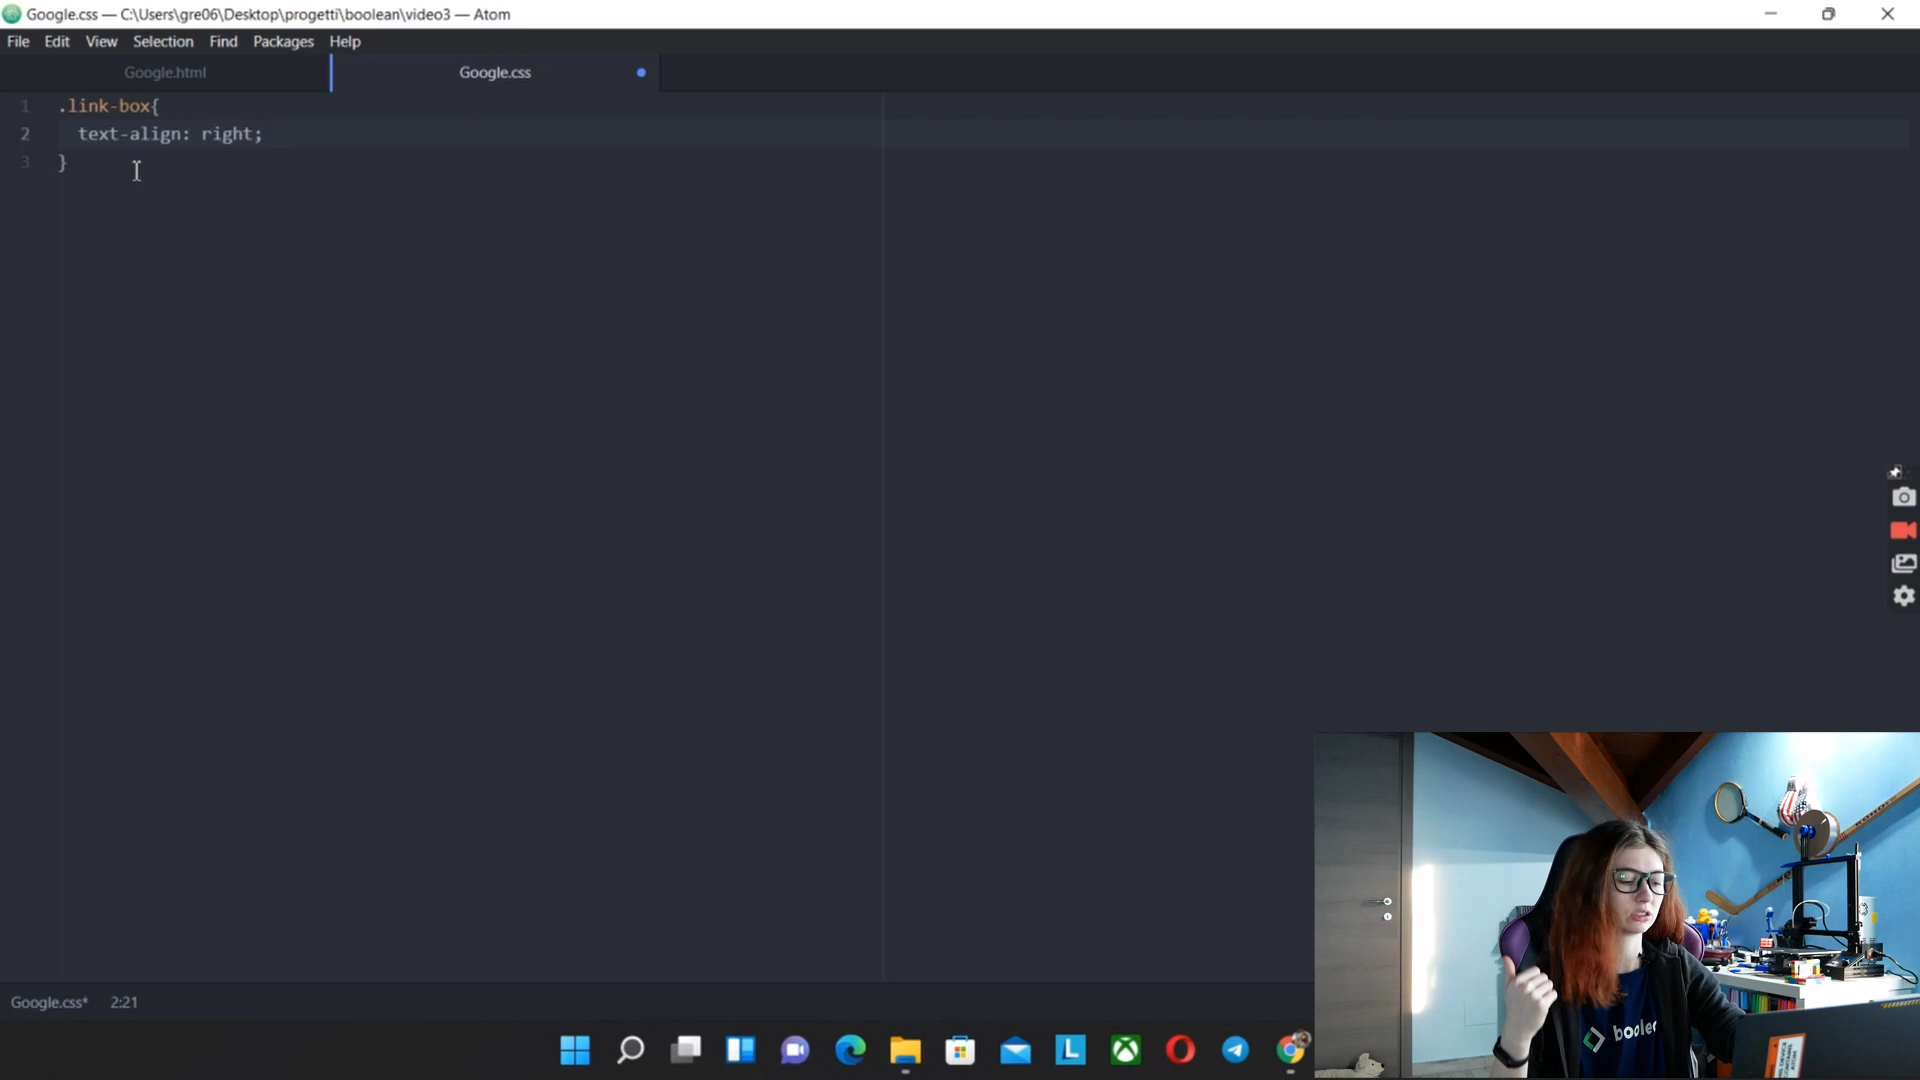 Google.css — C:\Users\gre06\Desktop\progetti\boolean\video3 — Atom
File Edit View Selection Find Packages Help
Google.html Google.css
1 .link-box{
2 text-align: right;
3 }
Google.css* 2:21
L